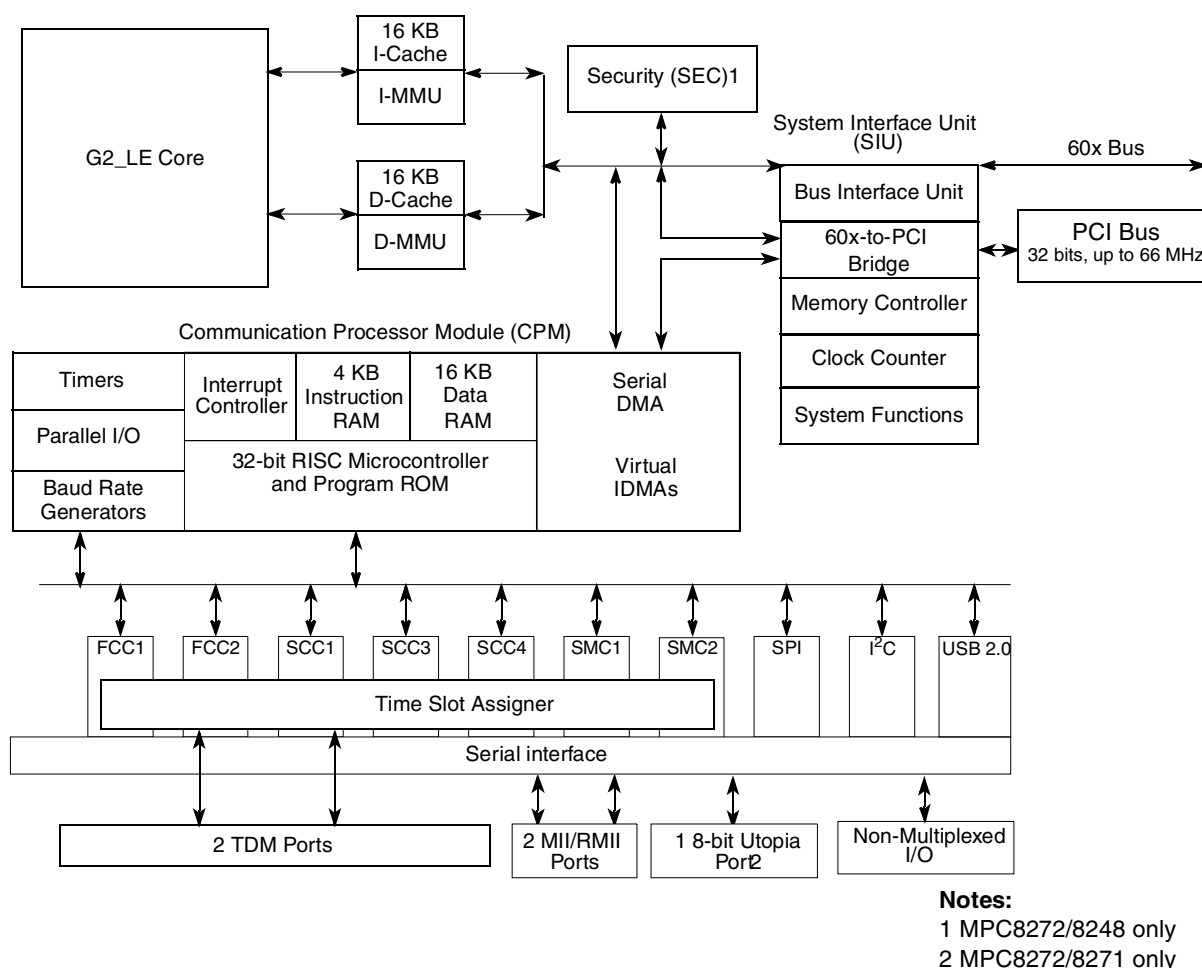 16 KB
I-Cache
I-MMU
Security (SEC)1
System Interface Unit
(SIU)
G2_LE Core
60x Bus
16 KB
D-Cache
D-MMU
Bus Interface Unit
60x-to-PCI
Bridge
PCI Bus
32 bits, up to 66 MHz
Memory Controller
Clock Counter
System Functions
Communication Processor Module (CPM)
Timers
Parallel I/O
Baud Rate
Generators
Interrupt
Controller
4 KB
Instruction
RAM
16 KB
Data
RAM
32-bit RISC Microcontroller
and Program ROM
Serial
DMA
Virtual
IDMAs
FCC1
FCC2
SCC1
SCC3
SCC4
SMC1
SMC2
SPI
I²C
USB 2.0
Time Slot Assigner
Serial interface
2 TDM Ports
2 MII/RMII
Ports
1 8-bit Utopia
Port2
Non-Multiplexed
I/O
Notes:
1 MPC8272/8248 only
2 MPC8272/8271 only